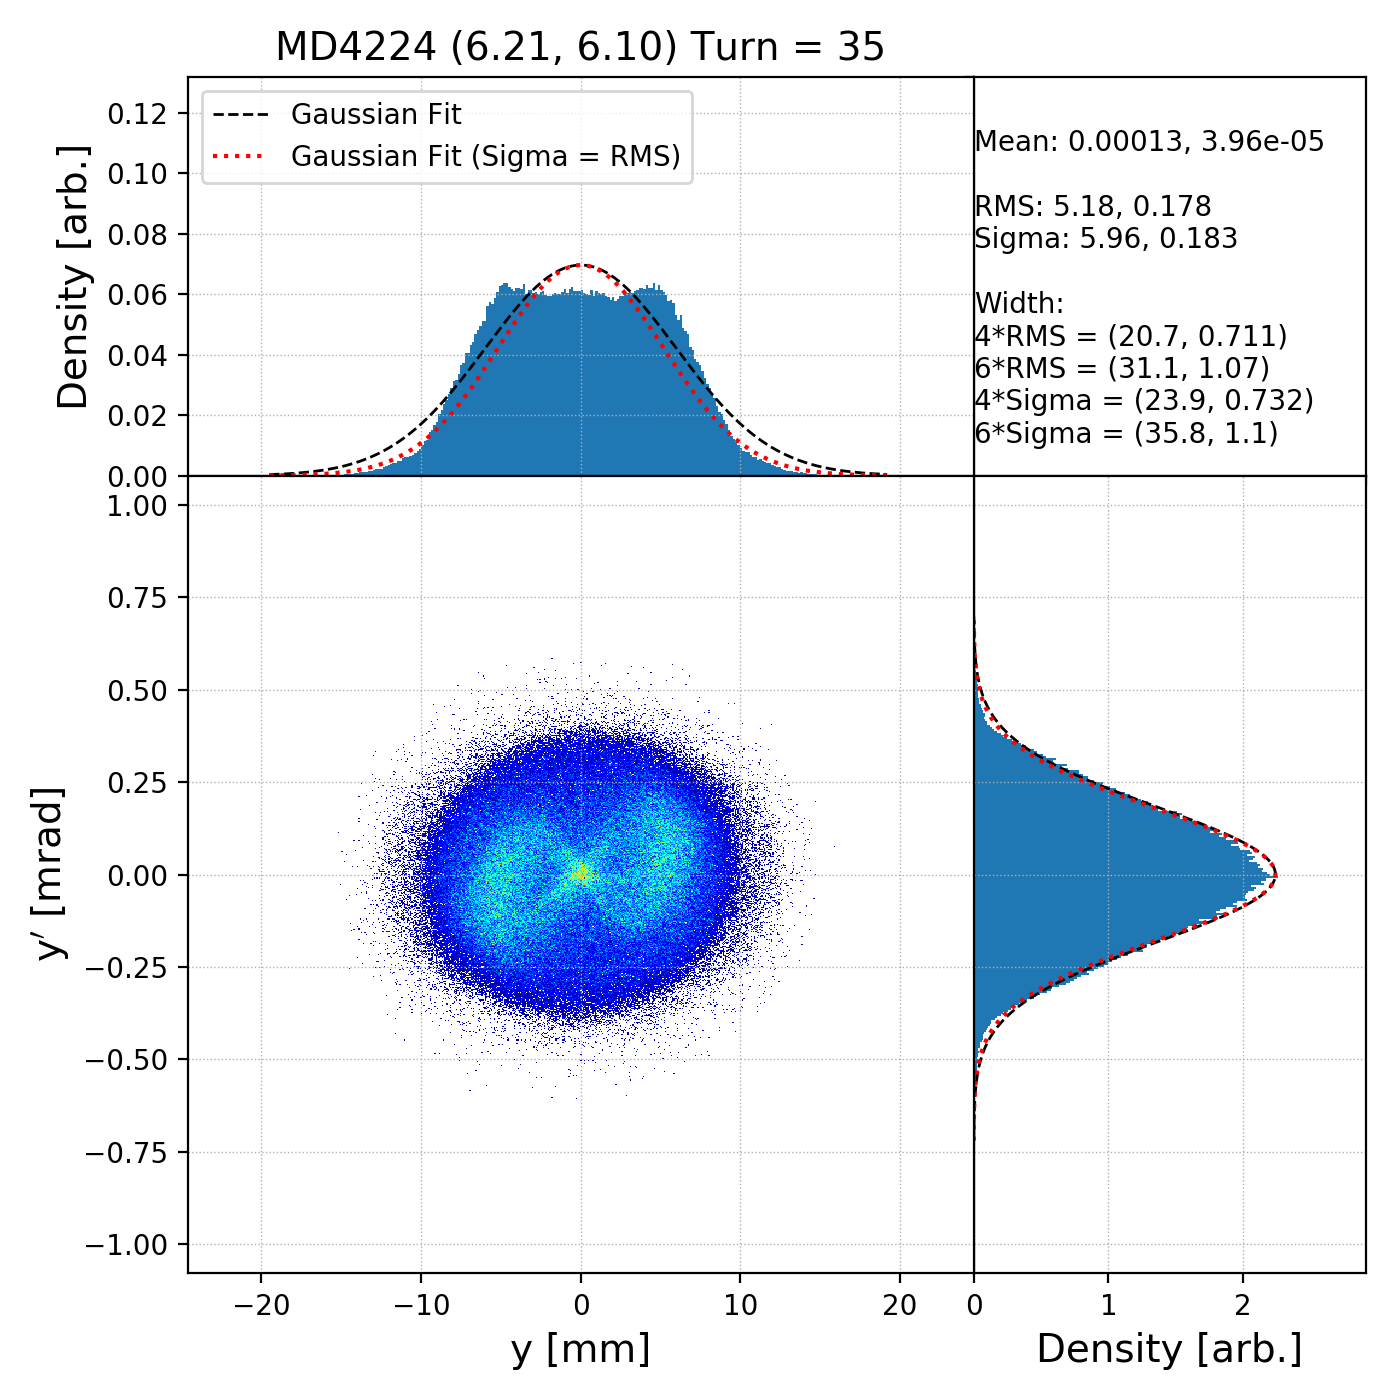 MD4224 (6.21, 6.10) Turn = 35
Gaussian Fit
Gaussian Fit (Sigma = RMS)
Density [arb.]
0.12
0.10
0.08
0.06
0.04
0.02
0.00
Mean: 0.00013, 3.96e-05
RMS: 5.18, 0.178
Sigma: 5.96, 0.183
Width:
4*RMS = (20.7, 0.711)
6*RMS = (31.1, 1.07)
4*Sigma = (23.9, 0.732)
6*Sigma = (35.8, 1.1)
y′ [mrad]
1.00
0.75
0.50
0.25
0.00
−0.25
−0.50
−0.75
−1.00
−20 −10 0 10 20
y [mm]
0 1 2
Density [arb.]